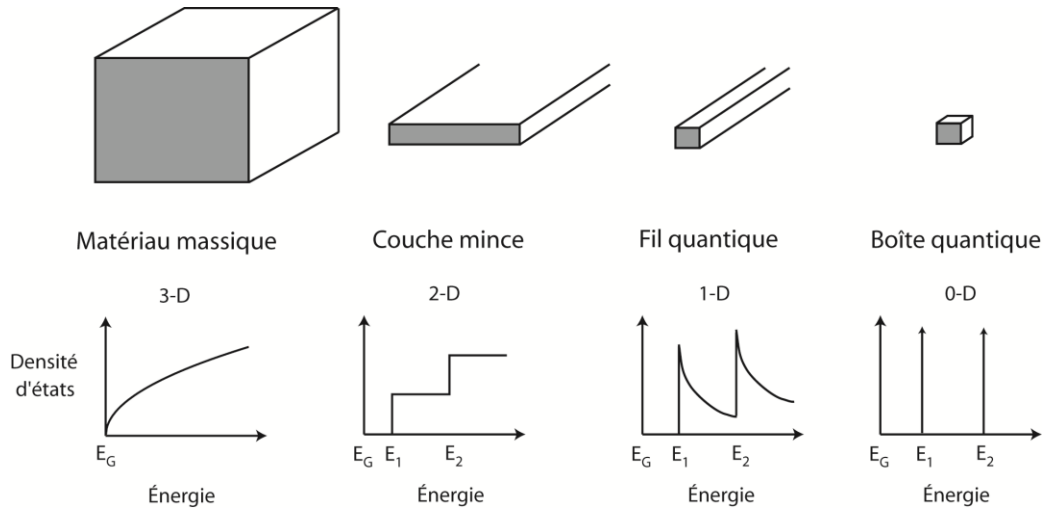 Matériau massique
Couche mince
Fil quantique
Boîte quantique
3-D
2-D
1-D
0-D
Densité
d'états
E_G
E_G E_1 E_2
E_G E_1 E_2
E_G E_1 E_2
Énergie
Énergie
Énergie
Énergie